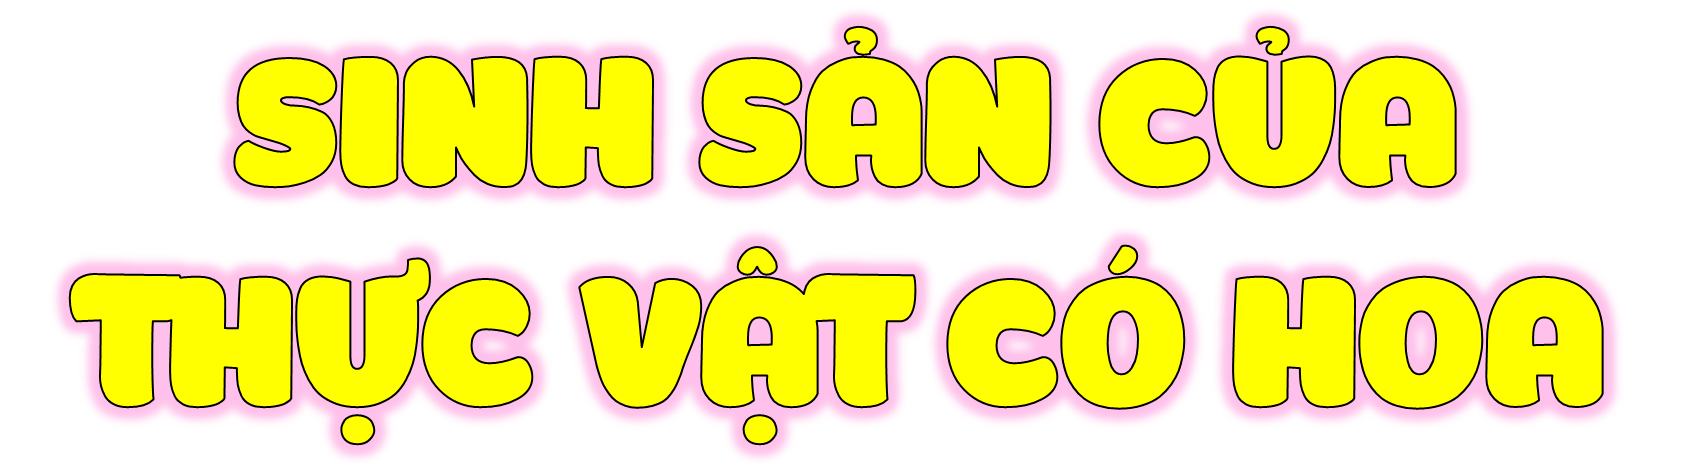 SINH SẢN CỦA
THỰC VẬT CÓ HOA